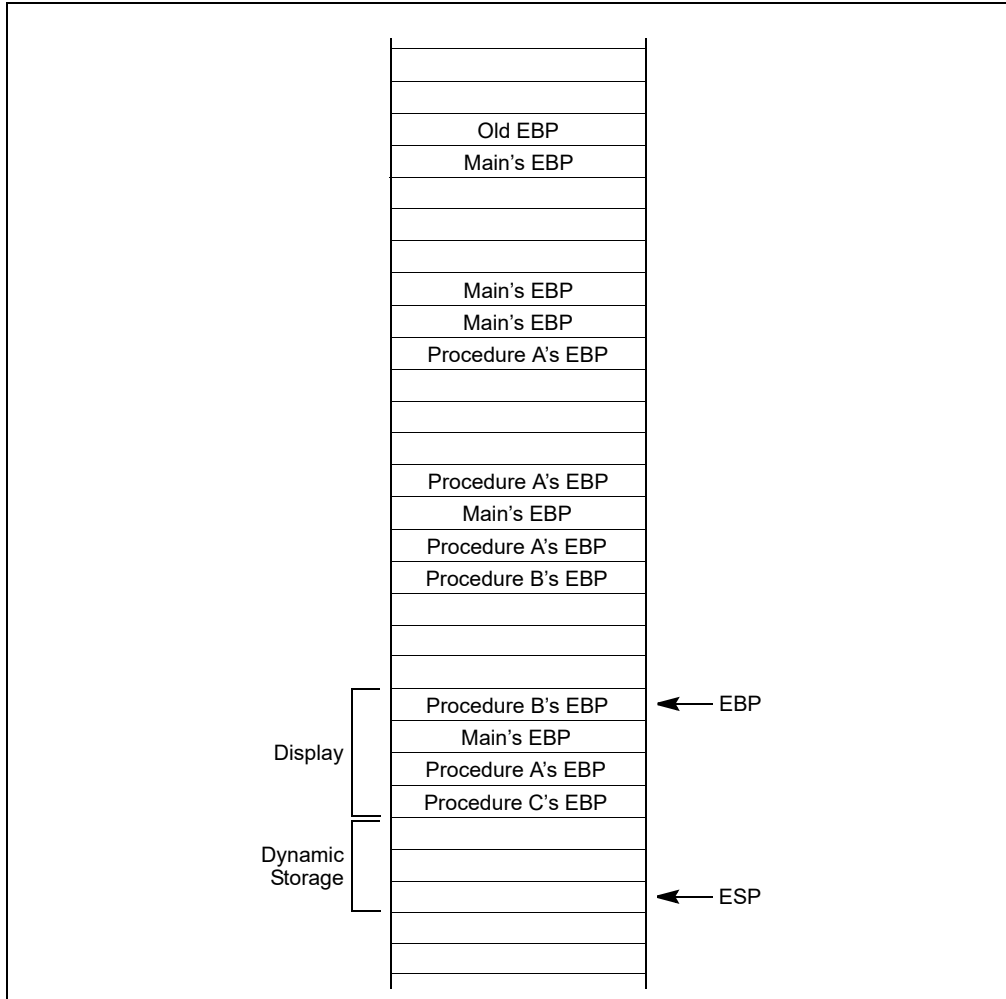 Old EBP
Main’s EBP
Main’s EBP
Main’s EBP
Procedure A’s EBP
Procedure A’s EBP
Main’s EBP
Procedure A’s EBP
Procedure B’s EBP
Procedure B’s EBP
EBP
Main’s EBP
Display
Procedure A’s EBP
Procedure C’s EBP
Dynamic
Storage
ESP